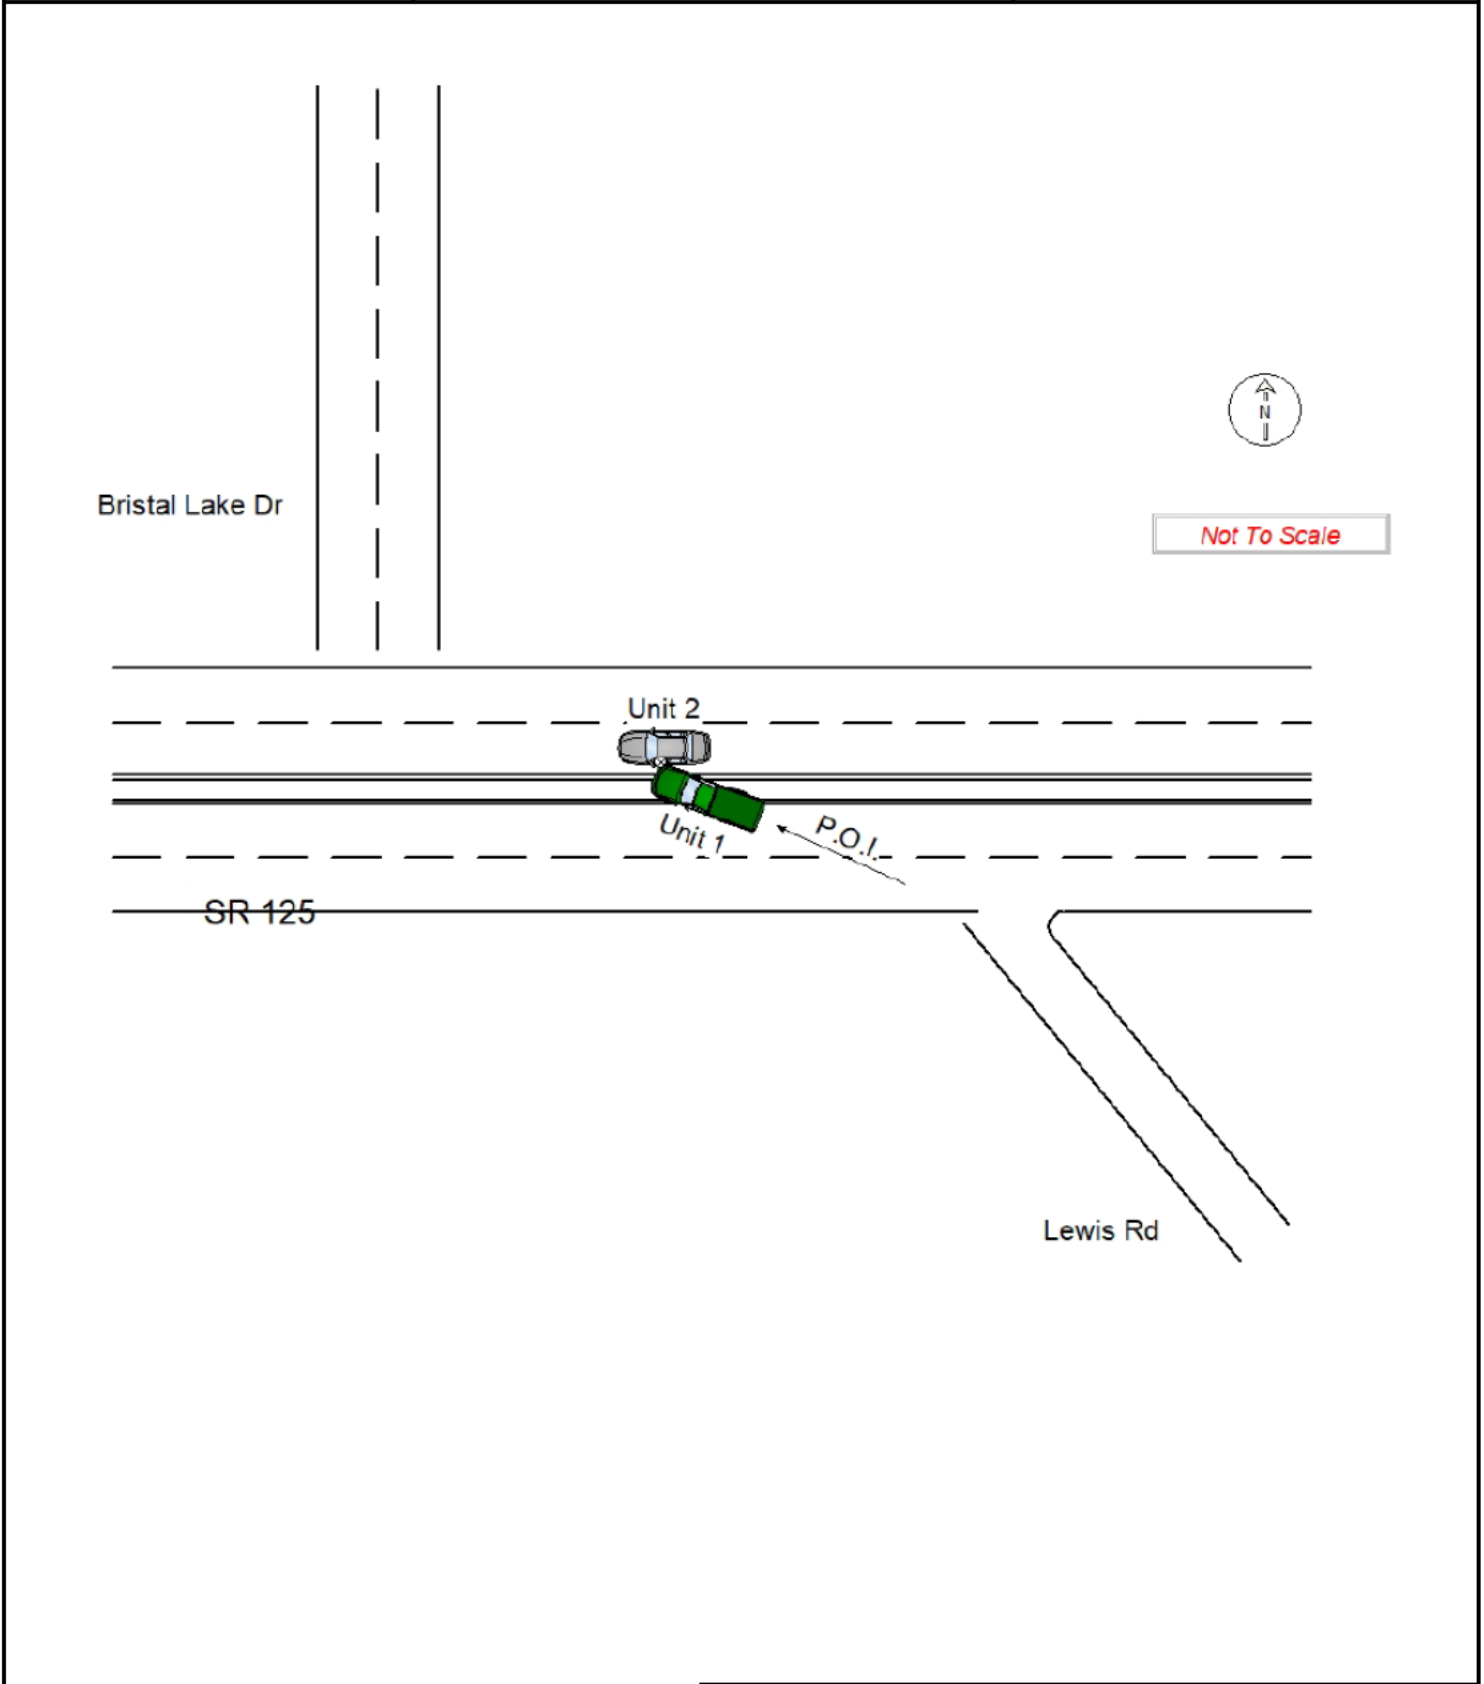 N
Bristal Lake Dr
Not To Scale
Unit 2
Unit 1
P.O.I.
SR 125
Lewis Rd